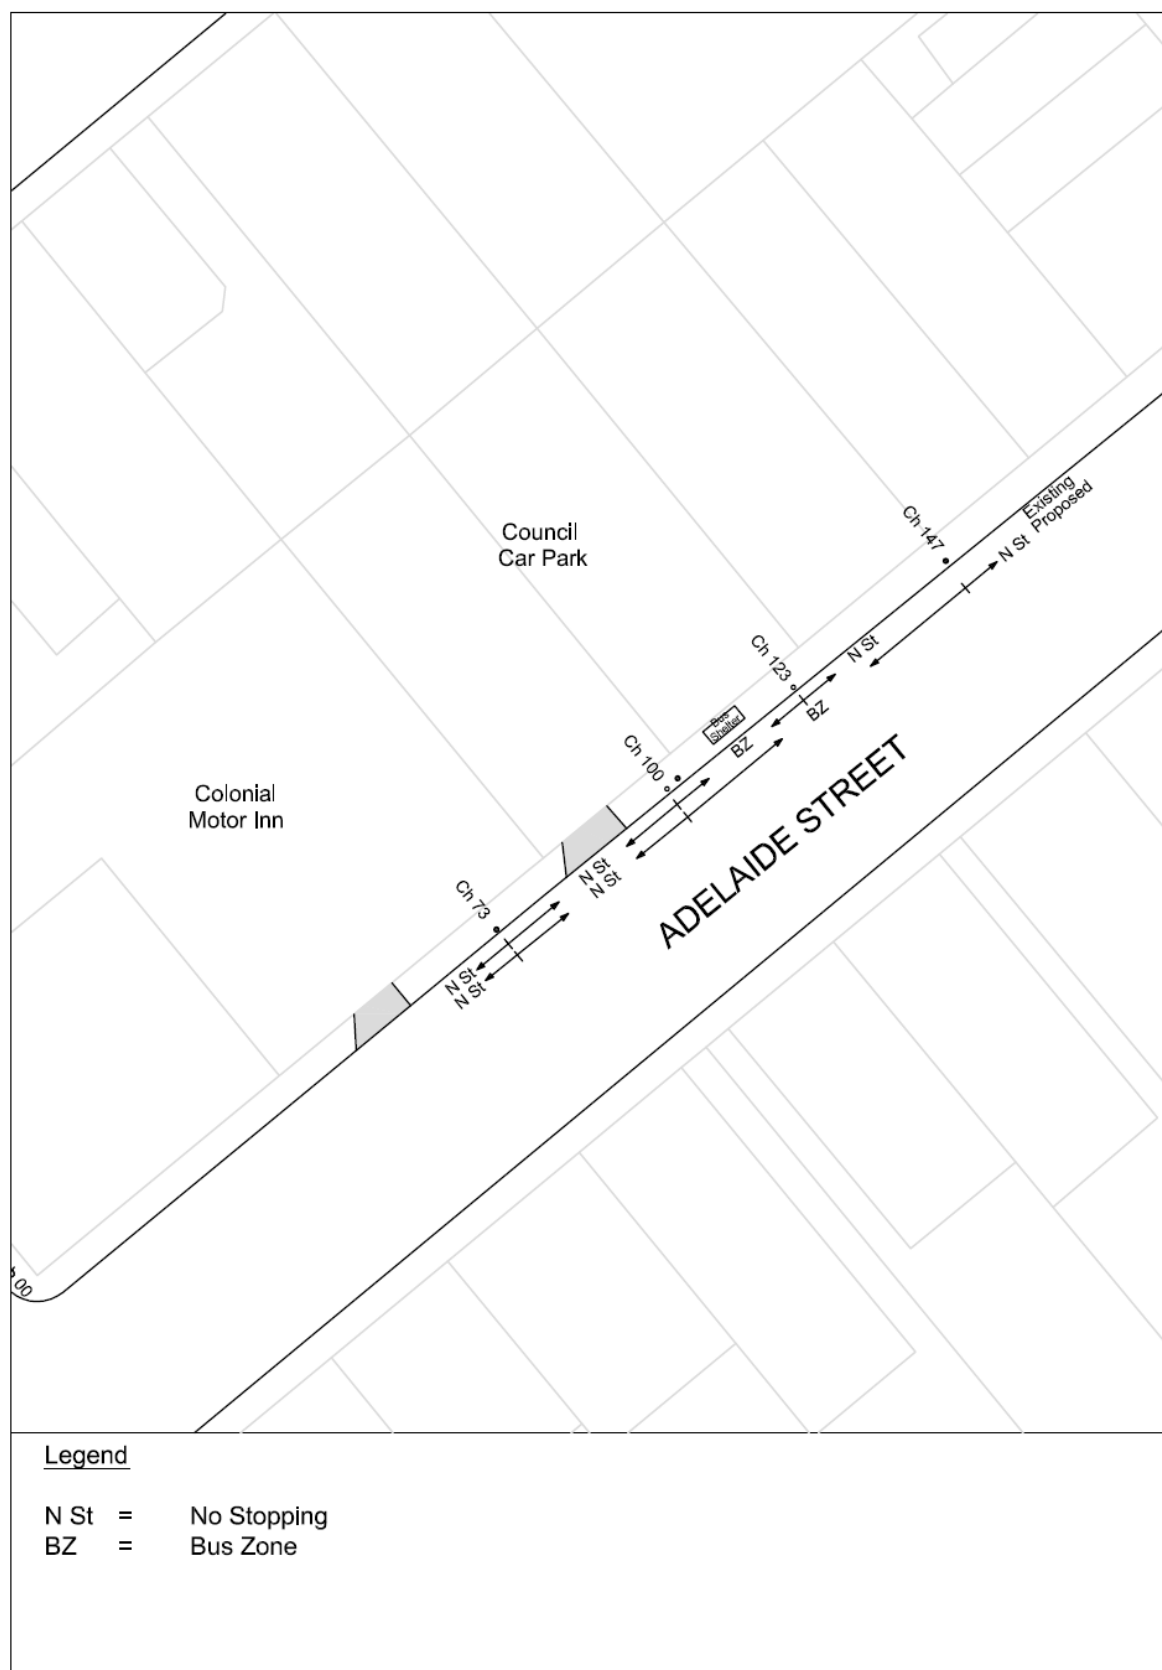 Existing
Proposed
N St
Ch 147
Council
Car Park
N St
Ch 123
BZ
Bus
Shelter
BZ
Ch 100
ADELAIDE STREET
Colonial
Motor Inn
N St
N St
Ch 73
N St
N St
00
Legend
N St = No Stopping
BZ = Bus Zone